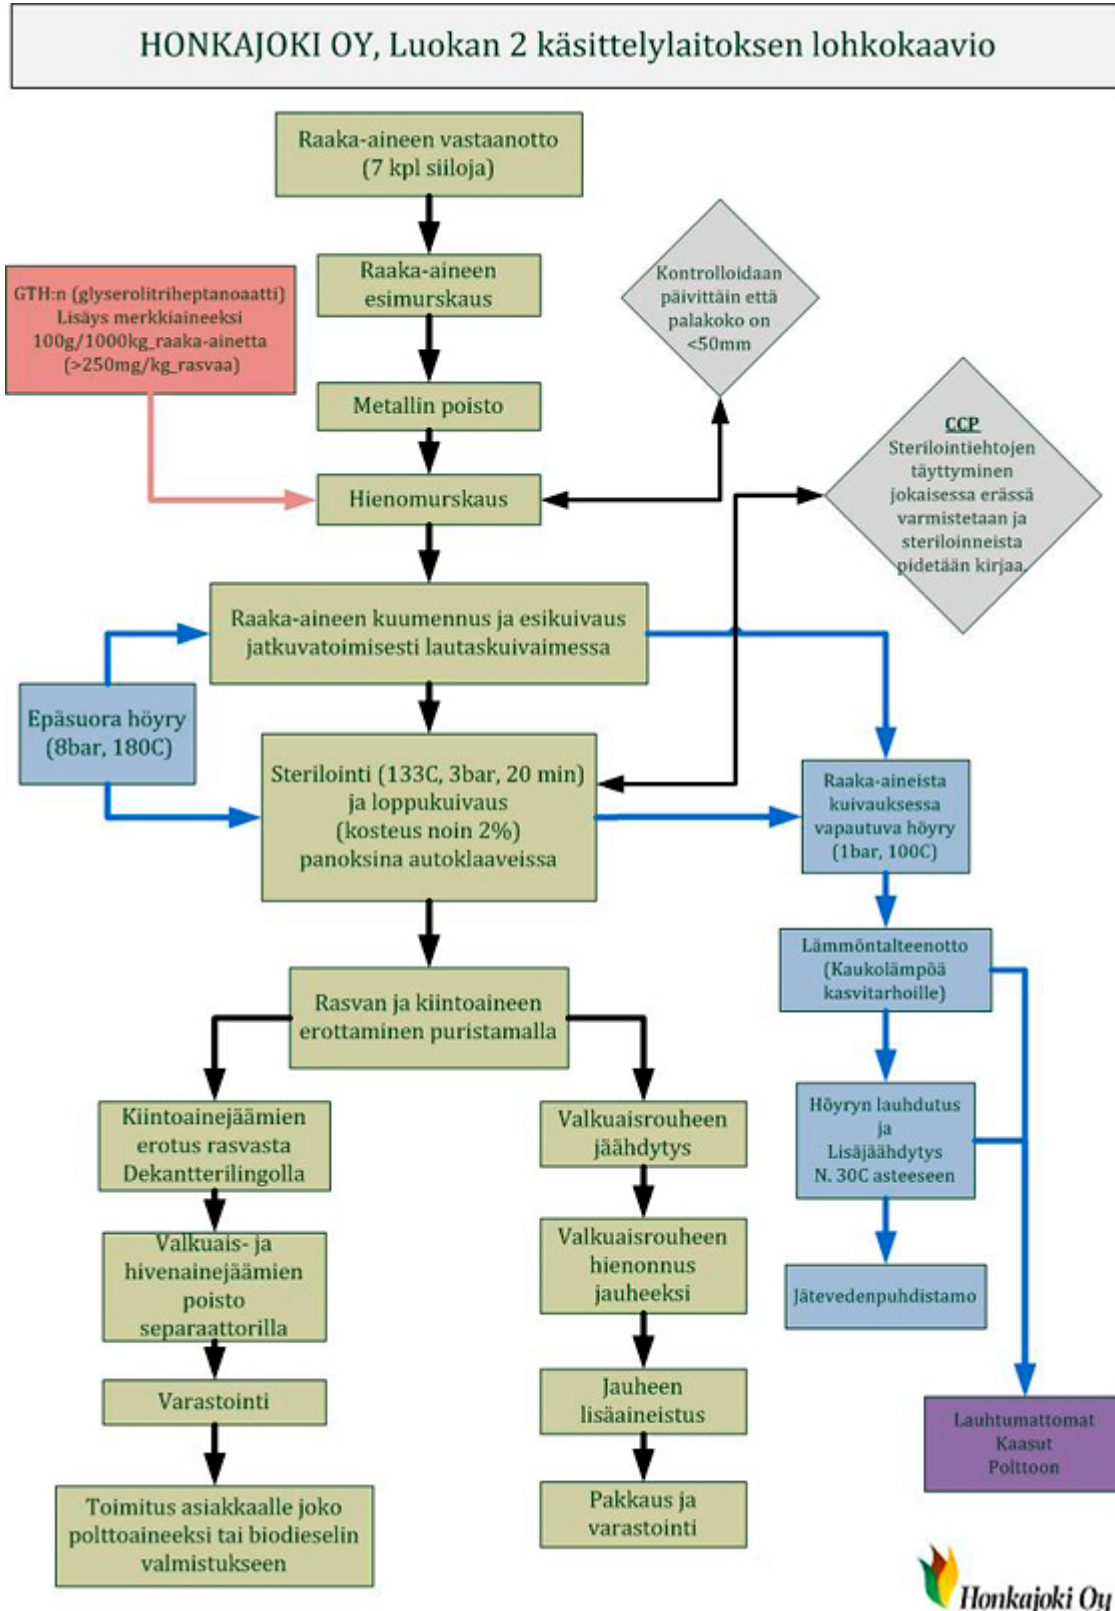 HONKAJOKI OY, Luokan 2 käsittelylaitoksen lohkokaavio
Raaka-aineen vastaanotto
(7 kpl siiloja)
Raaka-aineen
esimurskaus
Kontrolloidaan
päivittäin että
palakoko on
<50mm
GTH:n (glyserolitriheptanoaatti)
Lisäys merkkiaineeksi
100g/1000kg_raaka-ainetta
(>250mg/kg_rasvaa)
Metallin poisto
CCP
Sterilointiehtojen
täyttyminen
jokaisessa erässä
varmistetaan ja
steriloinneista
pidetään kirjaa.
Hienomurskaus
Raaka-aineen kuumennus ja esikuivaus
jatkuvatoimisesti lautaskuivaimessa
Epäsuora höyry
(8bar, 180C)
Sterilointi (133C, 3bar, 20 min)
ja loppukuivaus
(kosteus noin 2%)
panoksina autoklaaveissa
Raaka-aineista
kuivauksessa
vapautuva höyry
(1bar, 100C)
Lämmöntalteenotto
(Kaukolämpöä
kasvitarhoille)
Rasvan ja kiintoaineen
erottaminen puristamalla
Kiintoainejäämien
erotus rasvasta
Dekantterilingolla
Valkuaisrouheen
jäähdytys
Höyryn lauhdutus
ja
Lisäjäähdytys
N. 30C asteeseen
Valkuais- ja
hivenainejäämien
poisto
separaattorilla
Valkuaisrouheen
hienonnus
jauheeksi
Jätevedenpuhdistamo
Varastointi
Jauheen
lisäaineistus
Lauhtumattomat
Kaasut
Polttoon
Toimitus asiakkaalle joko
polttoaineeksi tai biodieselin
valmistukseen
Pakkaus ja
varastointi
Honkajoki Oy